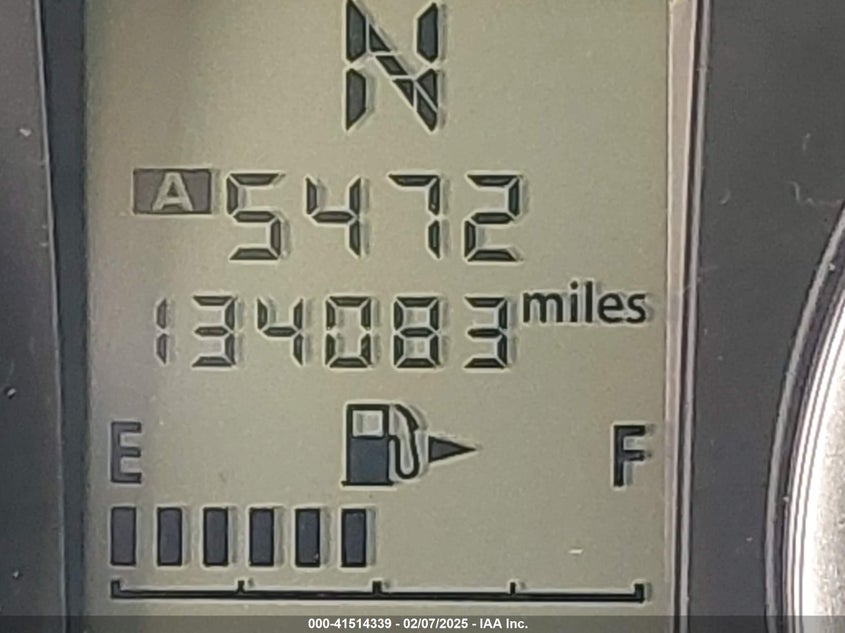 N
A 5472
134083 miles
E F
000-41514339 - 02/07/2025 - IAA Inc.